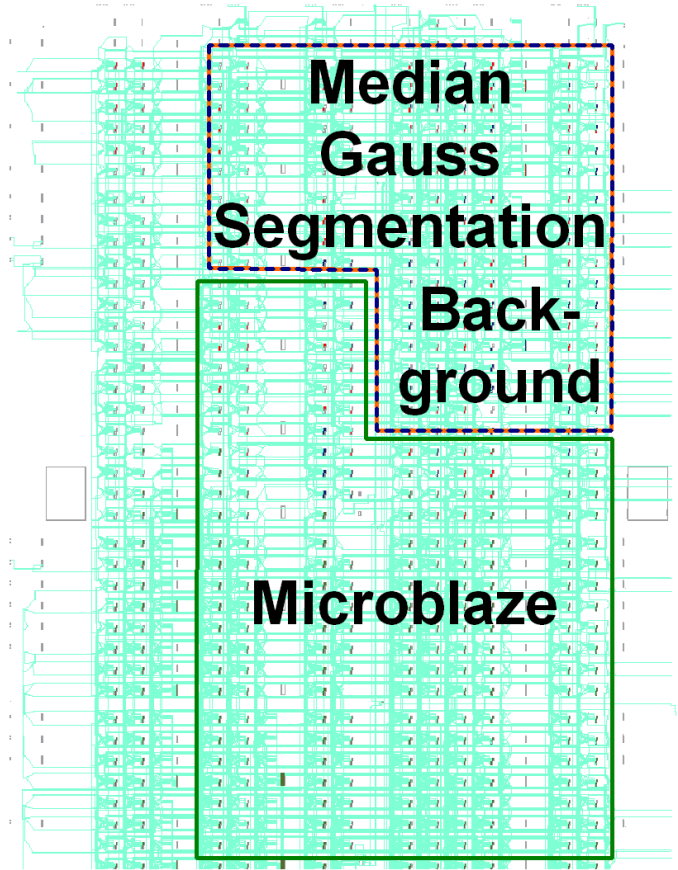 Median
Gauss
Segmentation
Back-
ground
Microblaze